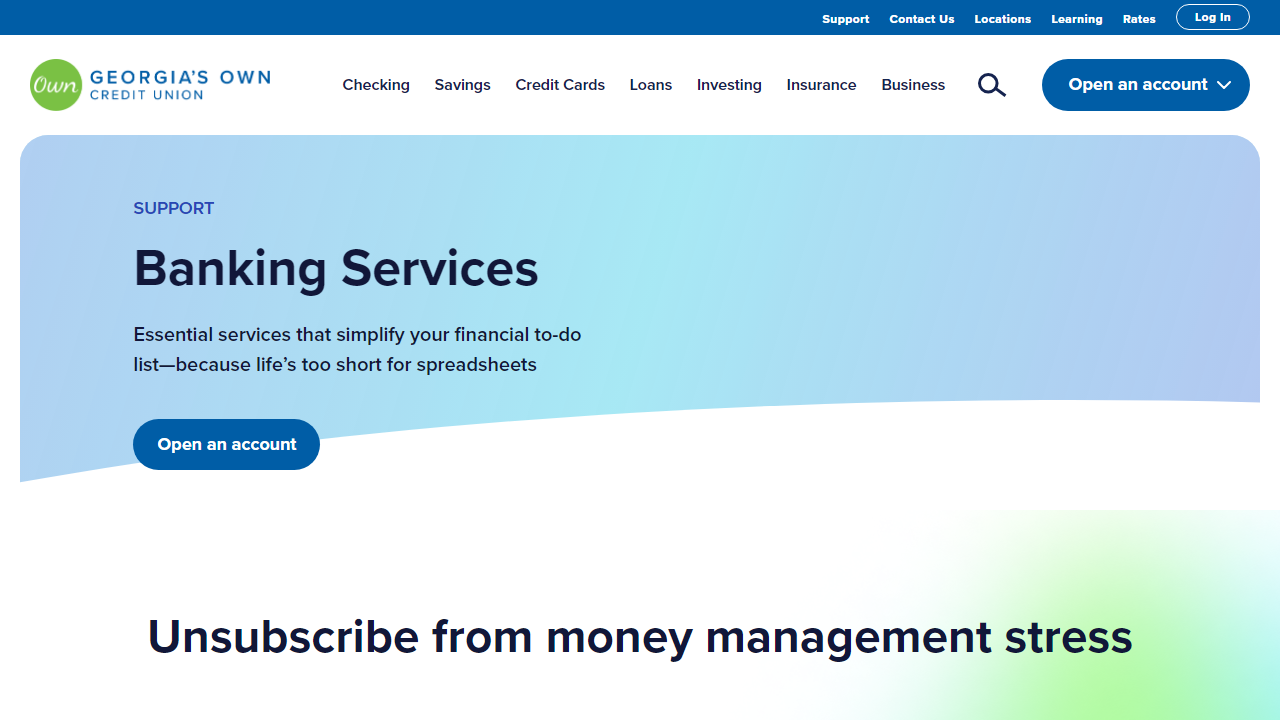 Support Contact Us Locations Learning Rates Log In
Own GEORGIA'S OWN
CREDIT UNION
Checking Savings Credit Cards Loans Investing Insurance Business Open an account
SUPPORT
Banking Services
Essential services that simplify your financial to-do
list—because life’s too short for spreadsheets
Open an account
Unsubscribe from money management stress